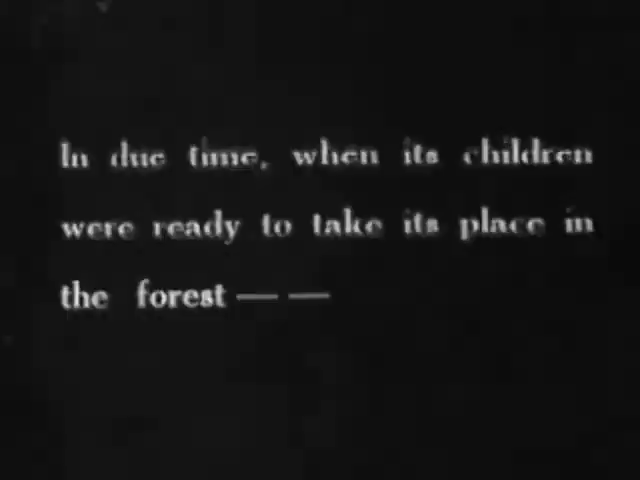 In due time, when its children
were ready to take its place in
the forest — —